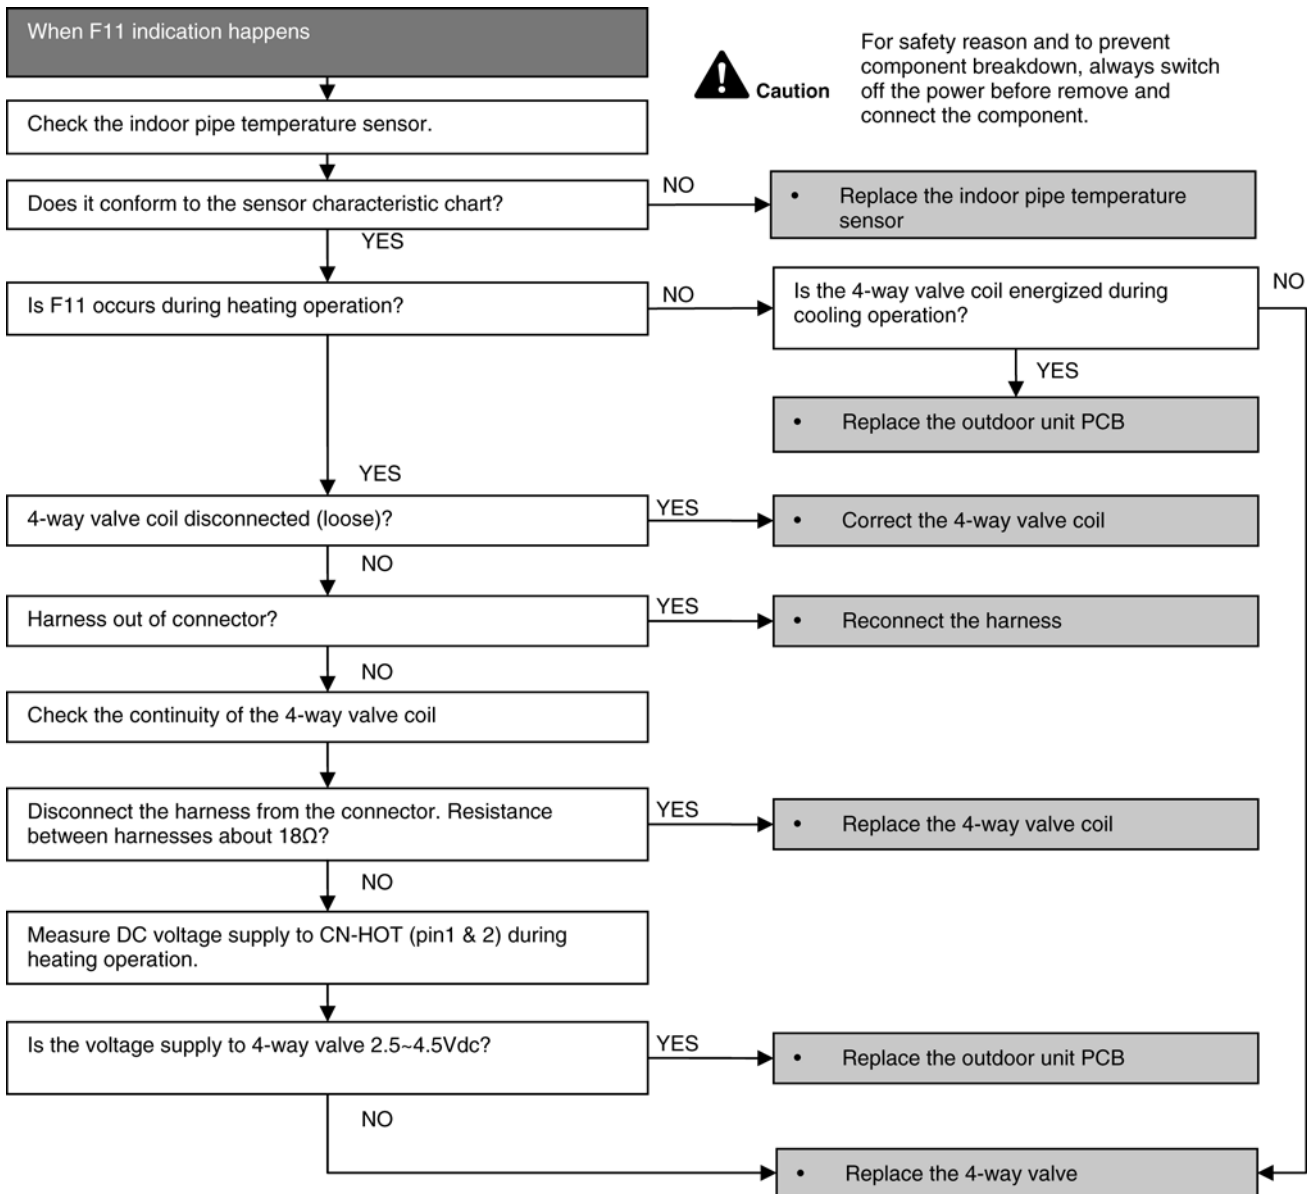 When F11 indication happens
Caution
For safety reason and to prevent
component breakdown, always switch
off the power before remove and
connect the component.
Check the indoor pipe temperature sensor.
Does it conform to the sensor characteristic chart?
NO
• Replace the indoor pipe temperature
sensor
YES
Is F11 occurs during heating operation?
NO
Is the 4-way valve coil energized during
cooling operation?
NO
YES
• Replace the outdoor unit PCB
YES
4-way valve coil disconnected (loose)?
YES
• Correct the 4-way valve coil
NO
Harness out of connector?
YES
• Reconnect the harness
NO
Check the continuity of the 4-way valve coil
Disconnect the harness from the connector. Resistance
between harnesses about 18Ω?
YES
• Replace the 4-way valve coil
NO
Measure DC voltage supply to CN-HOT (pin1 & 2) during
heating operation.
Is the voltage supply to 4-way valve 2.5~4.5Vdc?
YES
• Replace the outdoor unit PCB
NO
• Replace the 4-way valve